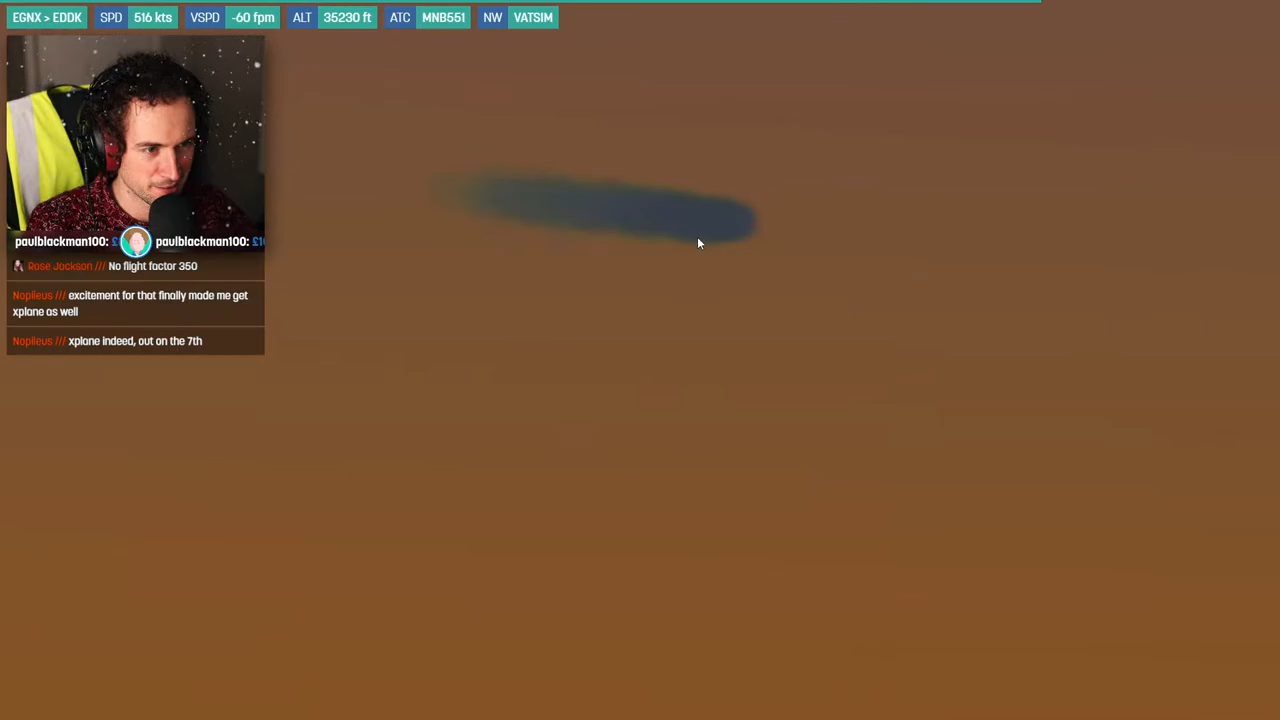 EGNX > EDDK SPD 516 kts VSPD -60 fpm ALT 35230 ft ATC MNB551 NW VATSIM
paulblackman100: paulblackman100:
Rose Jackson /// No flight factor 350
Noplleus /// excitement for that finally made me get
xplane as well
Noplleus /// xplane indeed, out on the 7th